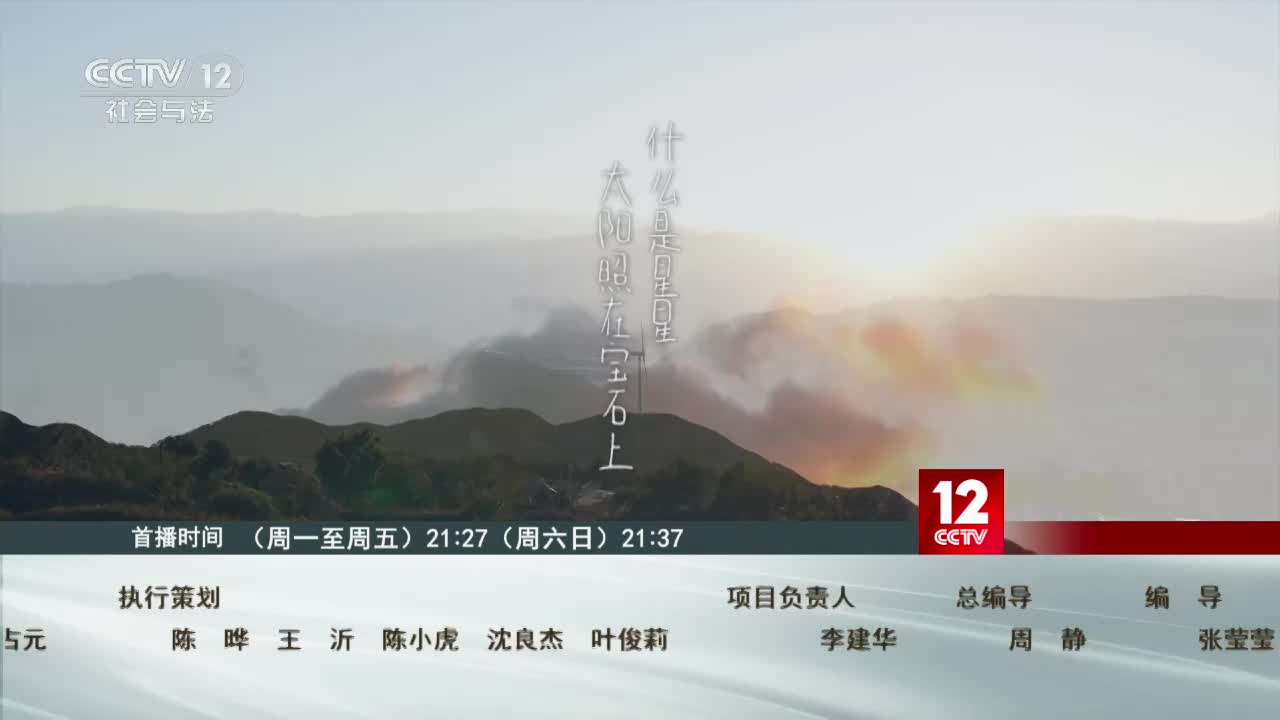 CCTV 12
社会与法
什么是星星
太阳照在宝石上
首播时间 （周一至周五）21:27（周六日）21:37
12
CCTV
执行策划 项目负责人 总编导 编 导
占元 陈 晔 王 沂 陈小虎 沈良杰 叶俊莉 李建华 周 静 张莹莹